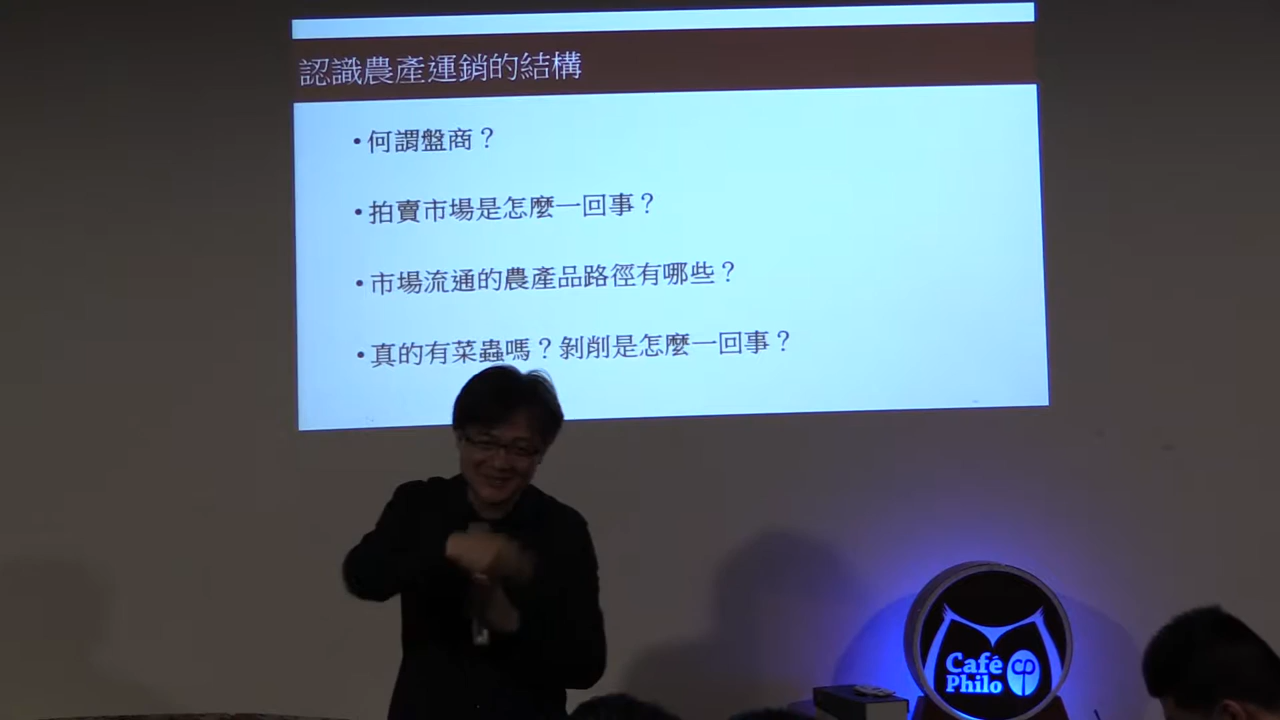 認識農產運銷的結構
•何謂盤商？
•拍賣市場是怎麼一回事？
•市場流通的農產品路徑有哪些？
•真的有菜蟲嗎？剝削是怎麼一回事？
Café
Philo